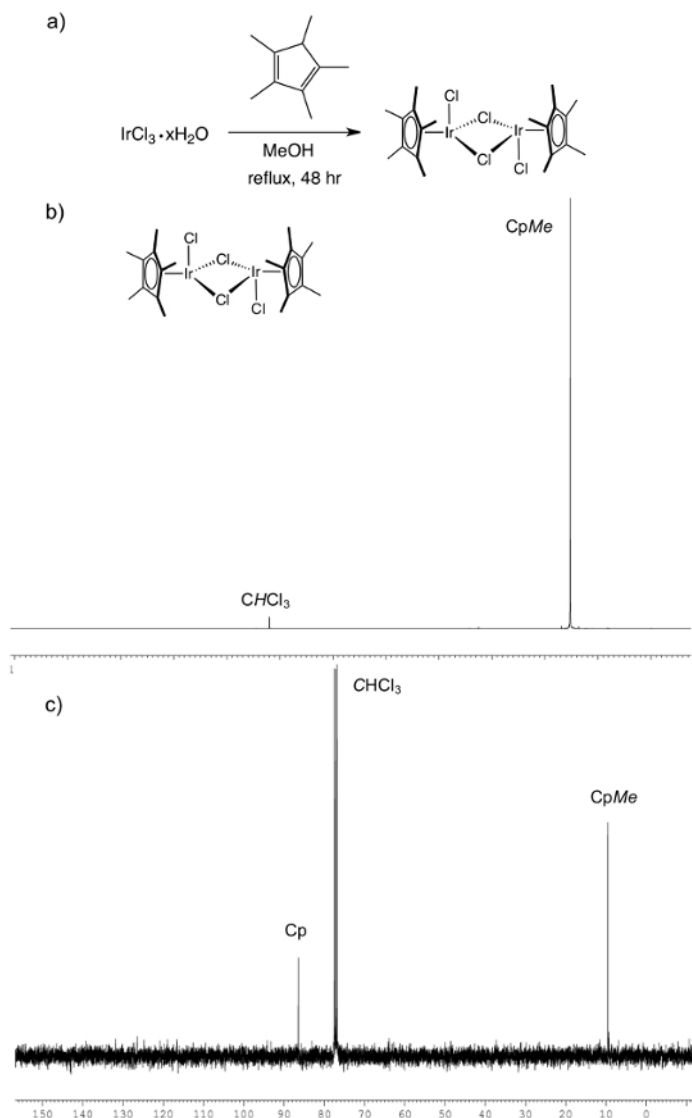 a)
IrCl₃•xH₂O
MeOH
reflux, 48 hr
Cl
Ir
Cl
Ir
Cl
Cl
b)
Cl
Ir
Cl
Ir
Cl
Cl
CpMe
CHCl₃
c)
CHCl₃
CpMe
Cp
150 140 130 120 110 100 90 80 70 60 50 40 30 20 10 0